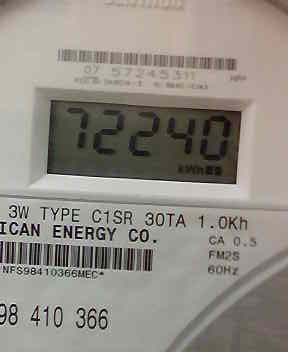 07 57245311
72240
kWh
3W TYPE C1SR 30TA 1.0Kh
ICAN ENERGY CO.
CA 0.5
FM2S
60Hz
NFS98410366MEC*
98 410 366